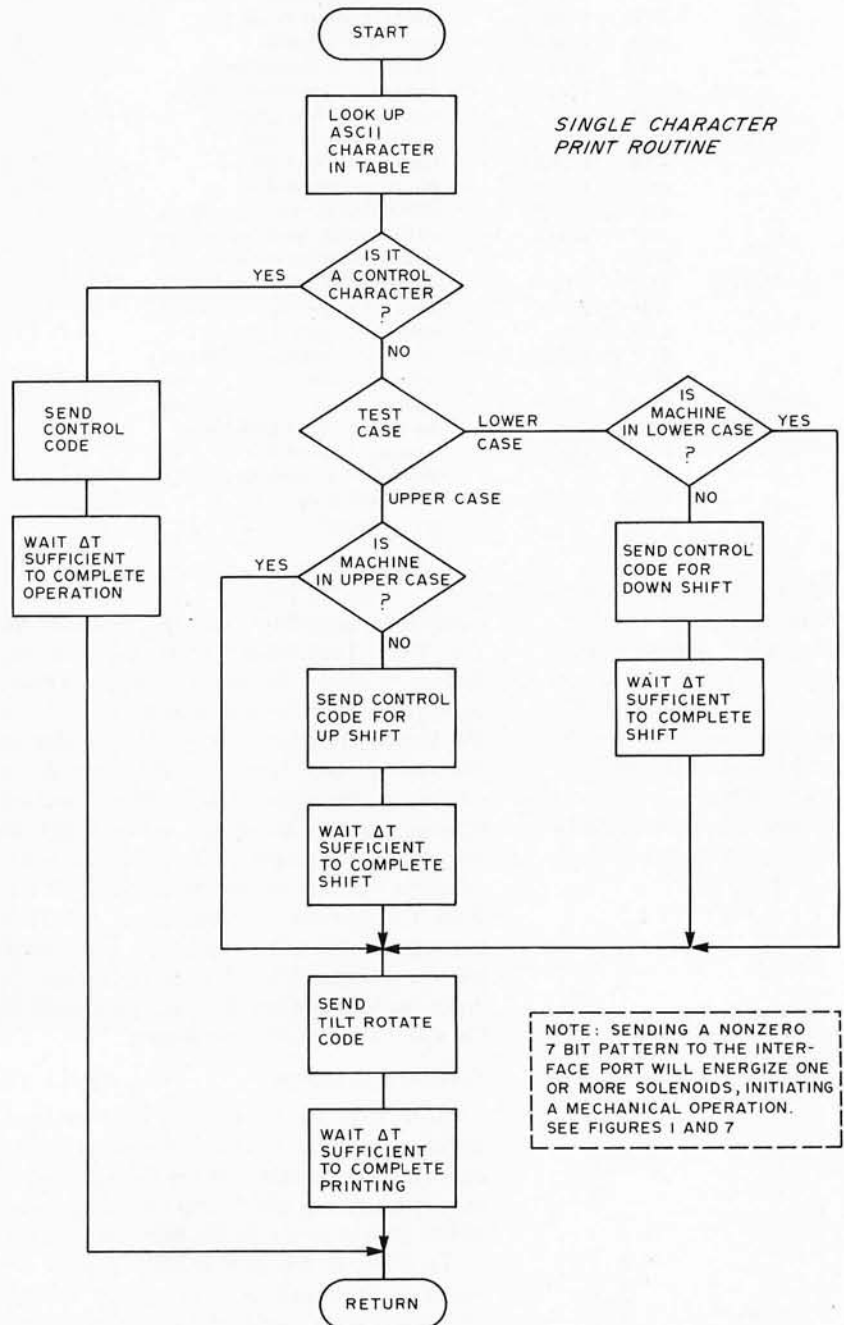 START
LOOK UP
ASCII
CHARACTER
IN TABLE
SINGLE CHARACTER
PRINT ROUTINE
IS IT
A CONTROL
CHARACTER
?
YES
NO
SEND
CONTROL
CODE
WAIT ΔT
SUFFICIENT
TO COMPLETE
OPERATION
TEST
CASE
LOWER
CASE
IS
MACHINE
IN LOWER CASE
?
YES
NO
SEND CONTROL
CODE FOR
DOWN SHIFT
WAIT ΔT
SUFFICIENT
TO COMPLETE
SHIFT
UPPER CASE
IS
MACHINE
IN UPPER CASE
?
YES
NO
SEND CONTROL
CODE FOR
UP SHIFT
WAIT ΔT
SUFFICIENT
TO COMPLETE
SHIFT
SEND
TILT ROTATE
CODE
WAIT ΔT
SUFFICIENT
TO COMPLETE
PRINTING
NOTE: SENDING A NONZERO
7 BIT PATTERN TO THE INTER-
FACE PORT WILL ENERGIZE ONE
OR MORE SOLENOIDS, INITIATING
A MECHANICAL OPERATION.
SEE FIGURES 1 AND 7
RETURN